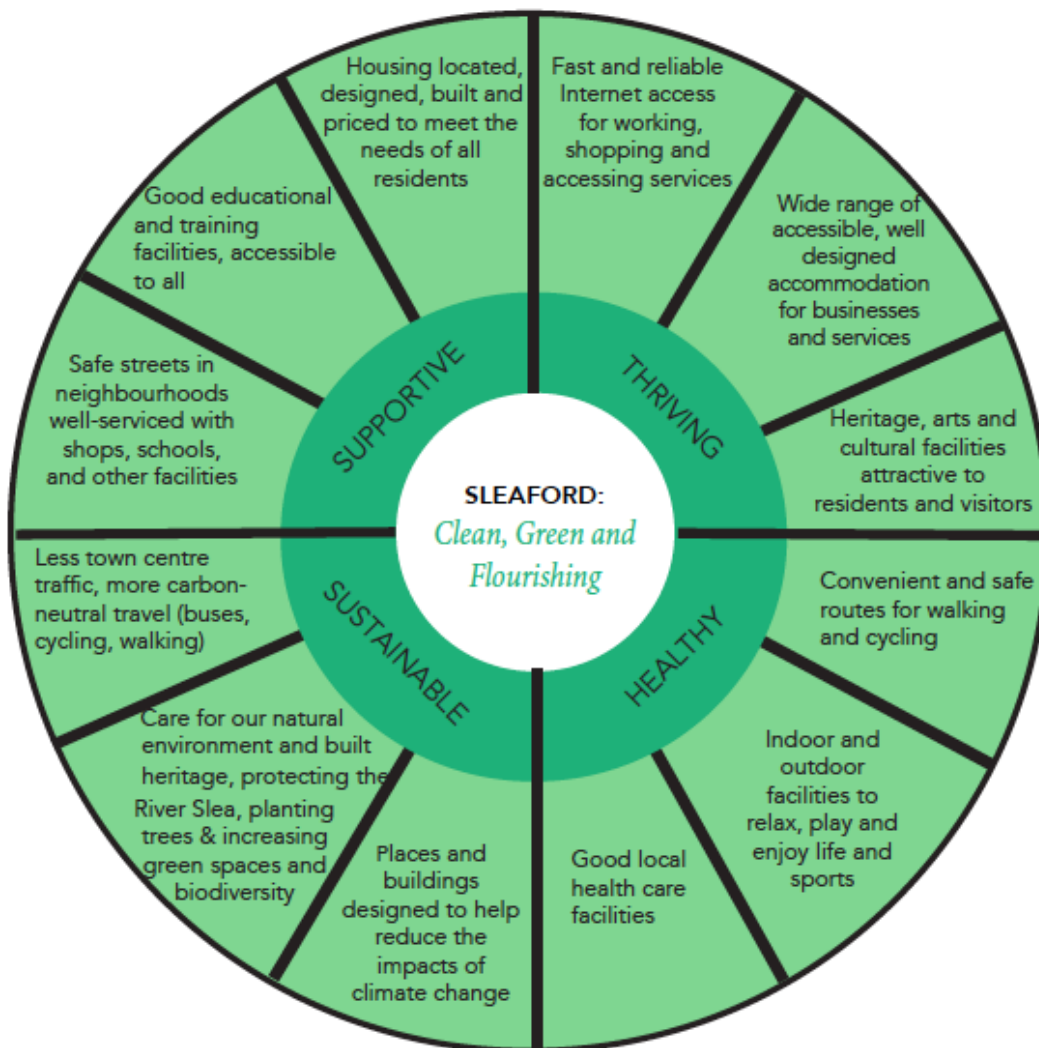 SLEAFORD:
Clean, Green and
Flourishing
THRIVING
Fast and reliable
Internet access
for working,
shopping and
accessing services
Wide range of
accessible, well
designed
accommodation
for businesses
and services
Heritage, arts and
cultural facilities
attractive to
residents and visitors
HEALTHY
Convenient and safe
routes for walking
and cycling
Indoor and
outdoor
facilities to
relax, play and
enjoy life and
sports
Good local
health care
facilities
SUSTAINABLE
Places and
buildings
designed to help
reduce the
impacts of
climate change
Care for our natural
environment and built
heritage, protecting the
River Slea, planting
trees & increasing
green spaces and
biodiversity
Less town centre
traffic, more carbon-
neutral travel (buses,
cycling, walking)
SUPPORTIVE
Safe streets in
neighbourhoods
well-serviced with
shops, schools,
and other facilities
Good educational
and training
facilities, accessible
to all
Housing located,
designed, built and
priced to meet the
needs of all
residents